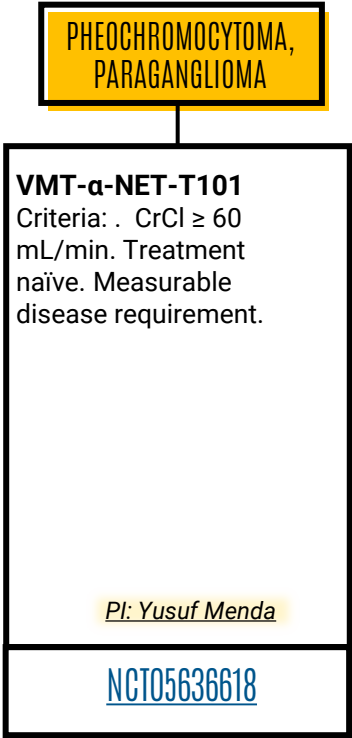 PHEOCHROMOCYTOMA,
PARAGANGLIOMA
VMT-α-NET-T101
Criteria: . CrCl ≥ 60
mL/min. Treatment
naïve. Measurable
disease requirement.
PI: Yusuf Menda
NCT05636618